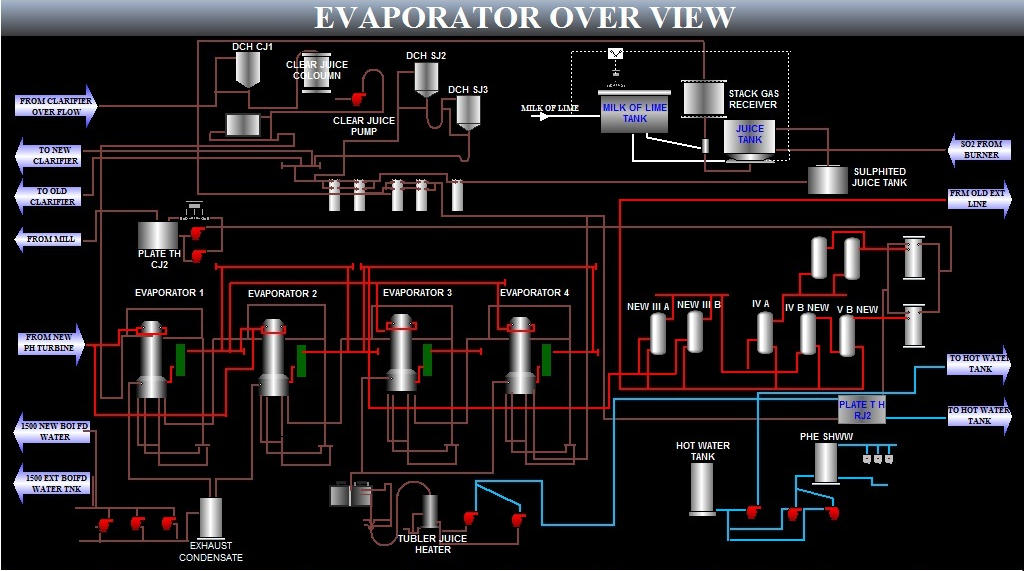 EVAPORATOR OVER VIEW
DCH CJ1
CLEAR JUICE
COLOUMN
DCH SJ2
DCH SJ3
CLEAR JUICE
PUMP
FROM CLARIFIER
OVER FLOW
MILK OF LIME
MILK OF LIME
TANK
STACK GAS
RECEIVER
JUICE
TANK
TO NEW
CLARIFIER
SO2 FROM
BURNER
SULPHITED
JUICE TANK
TO OLD
CLARIFIER
FRM OLD EXT
LINE
FROM MILL
PLATE TH
CJ2
EVAPORATOR 1
EVAPORATOR 2
EVAPORATOR 3
EVAPORATOR 4
NEW III A
NEW III B
IV A
IV B NEW
V B NEW
FROM NEW
PH TURBINE
TO HOT WATER
TANK
PLATE T H
RJ2
TO HOT WATER
TANK
1500 NEW BOI FD
WATER
HOT WATER
TANK
PHE SHWW
1500 EXT BOIFD
WATER TNK
EXHAUST
CONDENSATE
TUBLER JUICE
HEATER